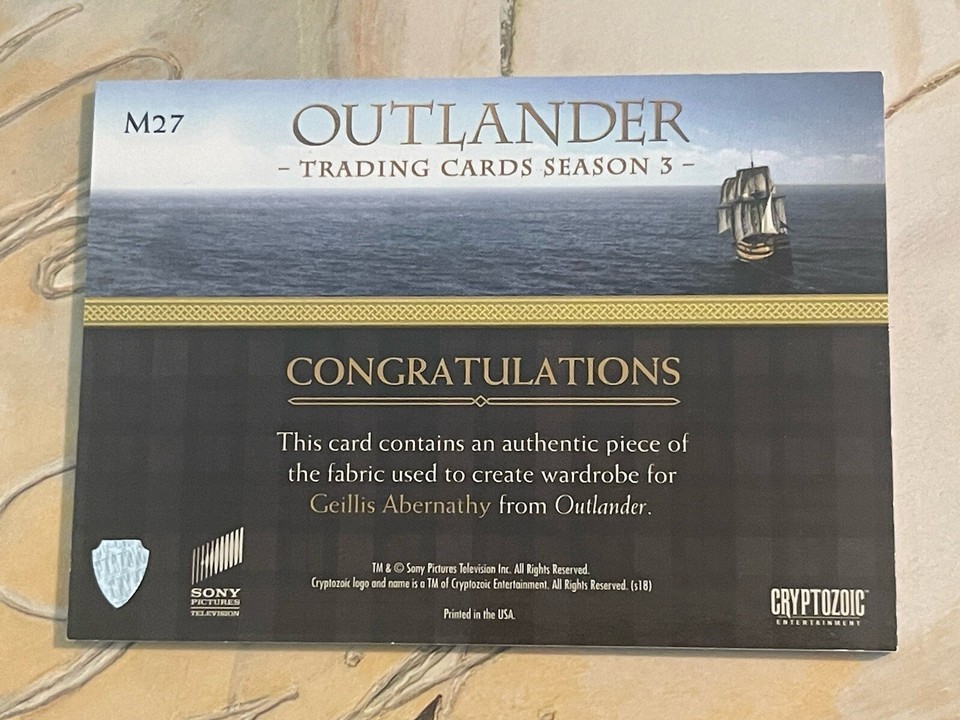 M27
OUTLANDER
- TRADING CARDS SEASON 3 -
CONGRATULATIONS
This card contains an authentic piece of
the fabric used to create wardrobe for
Geillis Abernathy from Outlander.
TM & © Sony Pictures Television Inc. All Rights Reserved.
Cryptozoic logo and name is a TM of Cryptozoic Entertainment. All Rights Reserved. (s18)
Printed in the USA.
SONY
PICTURES
TELEVISION
CRYPTOZOIC™
ENTERTAINMENT